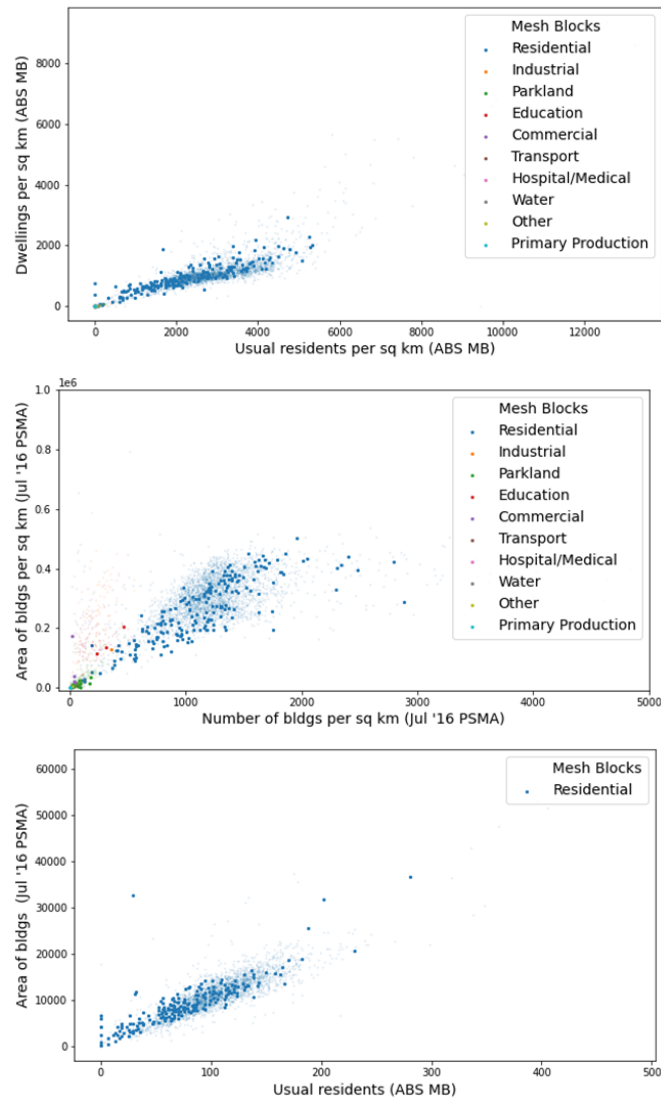 Mesh Blocks
Residential
Industrial
Parkland
Education
Commercial
Transport
Hospital/Medical
Water
Other
Primary Production
8000
6000
4000
2000
0
Dwellings per sq km (ABS MB)
0 2000 4000 6000 8000 10000 12000
Usual residents per sq km (ABS MB)
1e6
Mesh Blocks
Residential
Industrial
Parkland
Education
Commercial
Transport
Hospital/Medical
Water
Other
Primary Production
1.0
0.8
0.6
0.4
0.2
0.0
Area of bldgs per sq km (Jul '16 PSMA)
0 1000 2000 3000 4000 5000
Number of bldgs per sq km (Jul '16 PSMA)
Mesh Blocks
Residential
60000
50000
40000
30000
20000
10000
0
Area of bldgs (Jul '16 PSMA)
0 100 200 300 400 500
Usual residents (ABS MB)